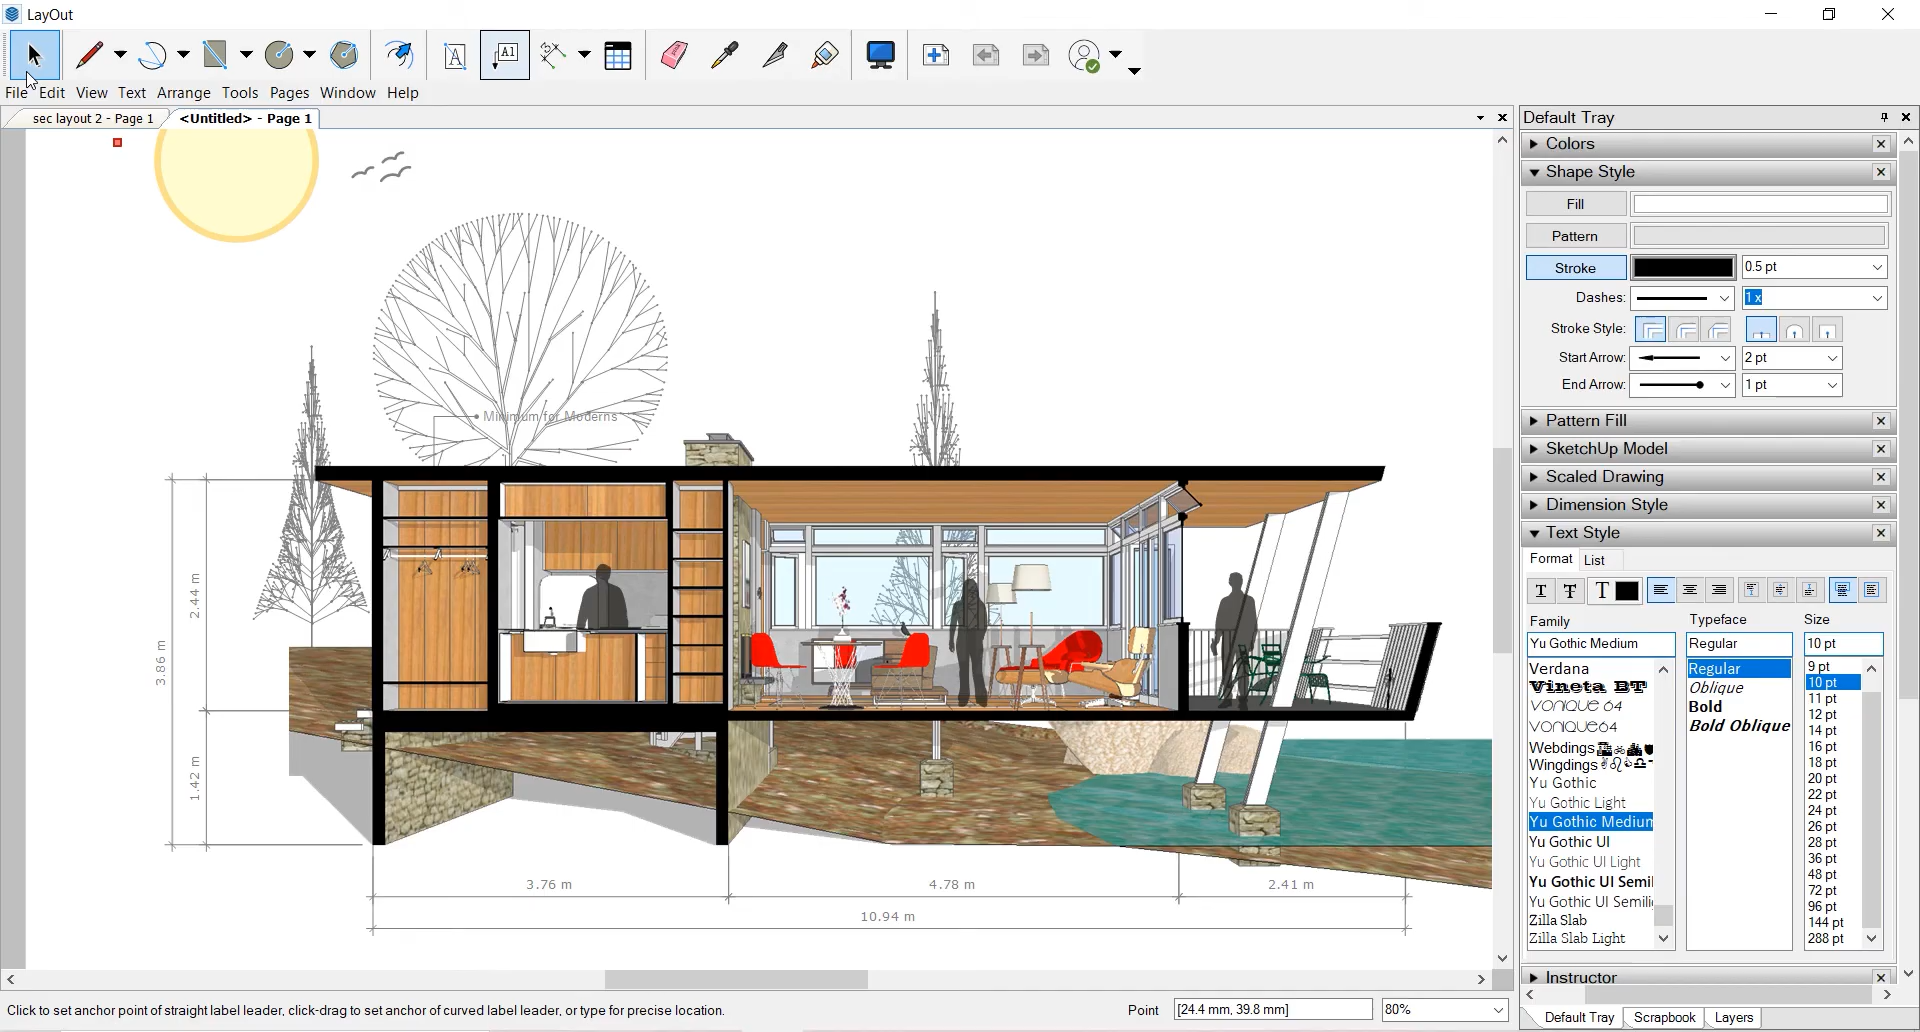 LayOut
A1
File Edit View Text Arrange Tools Pages Window Help
sec layout 2 - Page 1
<Untitled> - Page 1
Minimum for Moderns
2.44 m
3.86 m
1.42 m
3.76 m
4.78 m
2.41 m
10.94 m
Default Tray
Colors
Shape Style
Fill
Pattern
Stroke 0.5 pt
Dashes: 1 x
Stroke Style:
Start Arrow: 2 pt
End Arrow: 1 pt
Pattern Fill
SketchUp Model
Scaled Drawing
Dimension Style
Text Style
Format List
Family Typeface Size
Yu Gothic Medium Regular 10 pt
Verdana
Vineta BT
Vonique 64
Vonique64
Webdings
Wingdings
Yu Gothic
Yu Gothic Light
Yu Gothic Medium
Yu Gothic UI
Yu Gothic UI Light
Yu Gothic UI Semi
Yu Gothic UI Semili
Zilla Slab
Zilla Slab Light
Regular
Oblique
Bold
Bold Oblique
9 pt
10 pt
11 pt
12 pt
14 pt
16 pt
18 pt
20 pt
22 pt
24 pt
26 pt
28 pt
36 pt
48 pt
72 pt
96 pt
144 pt
288 pt
Instructor
Default Tray Scrapbook Layers
Click to set anchor point of straight label leader, click-drag to set anchor of curved label leader, or type for precise location.
Point [24.4 mm, 39.8 mm] 80%